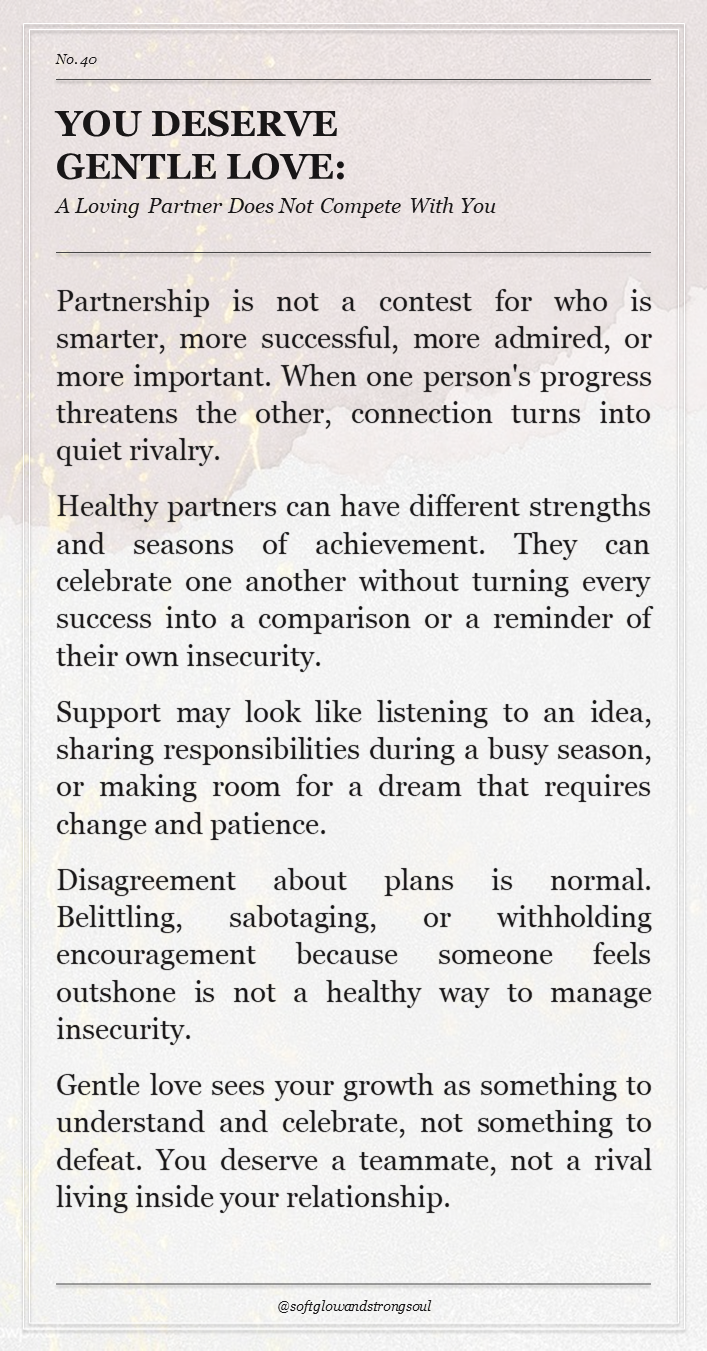 No.40
YOU DESERVE
GENTLE LOVE:
A Loving Partner Does Not Compete With You
Partnership is not a contest for who is
smarter, more successful, more admired, or
more important. When one person's progress
threatens the other, connection turns into
quiet rivalry.
Healthy partners can have different strengths
and seasons of achievement. They can
celebrate one another without turning every
success into a comparison or a reminder of
their own insecurity.
Support may look like listening to an idea,
sharing responsibilities during a busy season,
or making room for a dream that requires
change and patience.
Disagreement about plans is normal.
Belittling, sabotaging, or withholding
encouragement because someone feels
outshone is not a healthy way to manage
insecurity.
Gentle love sees your growth as something to
understand and celebrate, not something to
defeat. You deserve a teammate, not a rival
living inside your relationship.
@softglowandstrongsoul